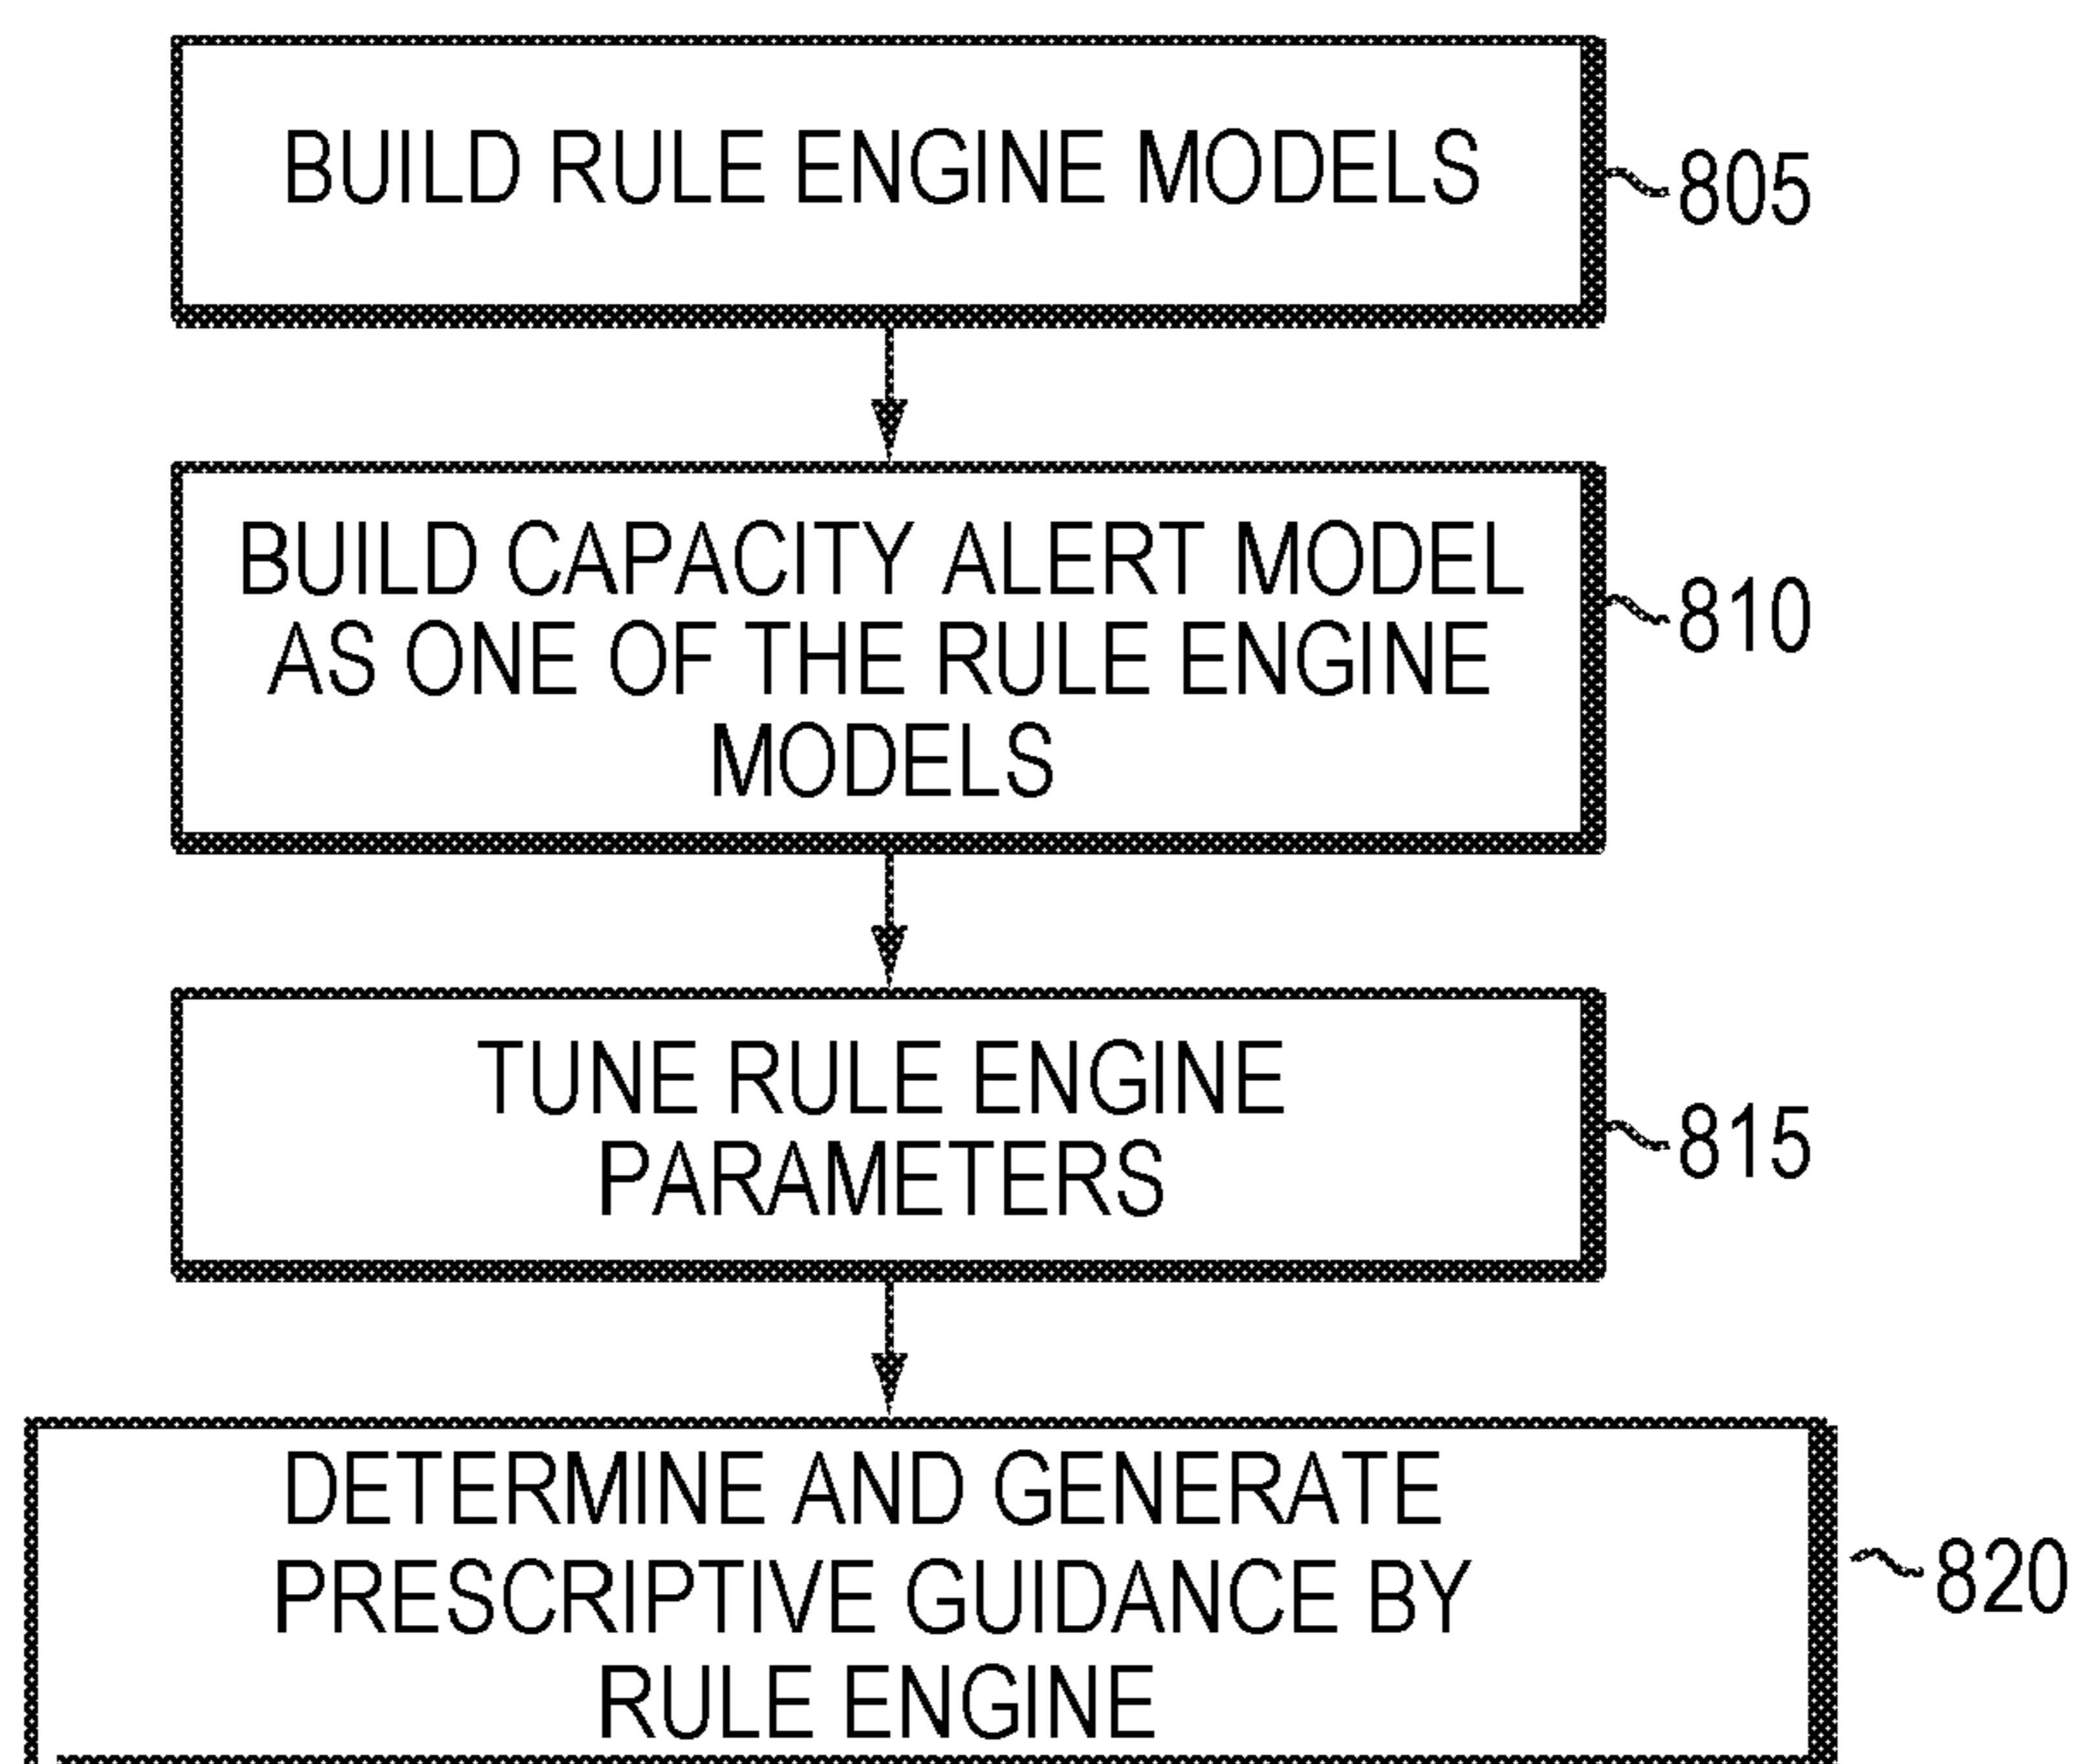 BUILD RULE ENGINE MODELS
805
BUILD CAPACITY ALERT MODEL
AS ONE OF THE RULE ENGINE
MODELS
810
TUNE RULE ENGINE
PARAMETERS
815
DETERMINE AND GENERATE
PRESCRIPTIVE GUIDANCE BY
RULE ENGINE
820